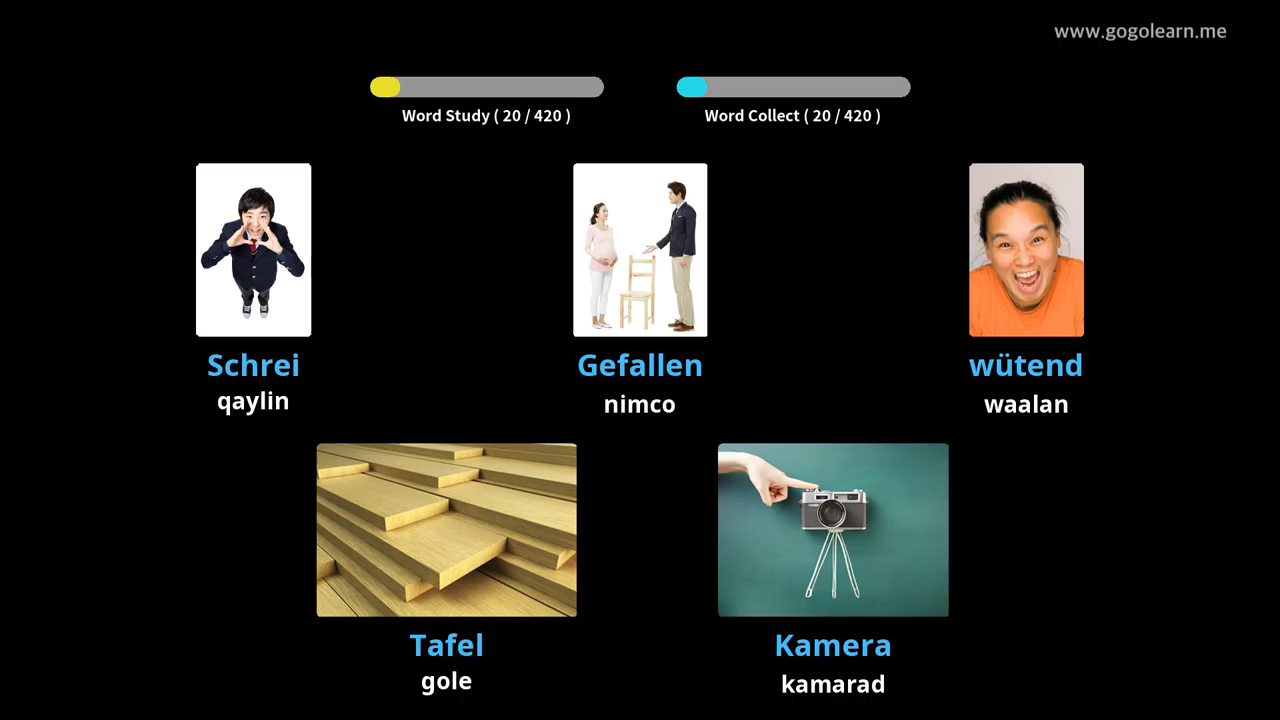 www.gogolearn.me
Word Study ( 20 / 420 )
Word Collect ( 20 / 420 )
Schrei
qaylin
Gefallen
nimco
wütend
waalan
Tafel
gole
Kamera
kamarad